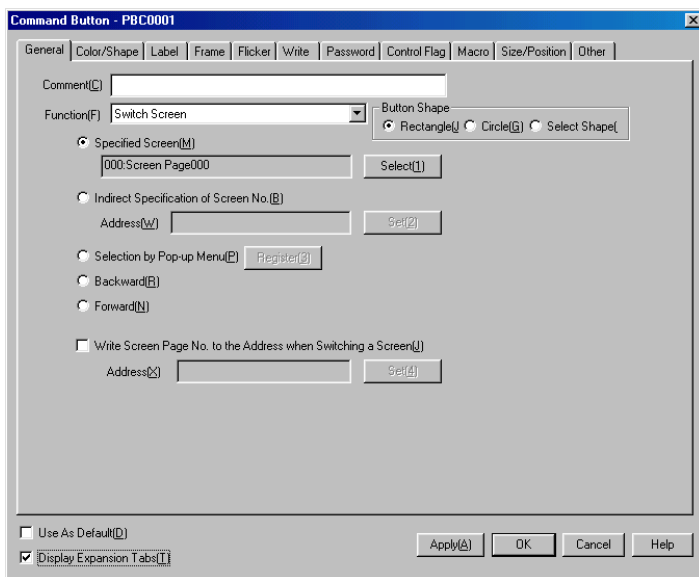 Command Button - PBC0001
General Color/Shape Label Frame Flicker Write Password Control Flag Macro Size/Position Other
Comment(C)
Function(F) Switch Screen
Button Shape
Rectangle(J Circle(G) Select Shape(
Specified Screen(M)
000:Screen Page000 Select(1)
Indirect Specification of Screen No.(B)
Address(W) Set(2)
Selection by Pop-up Menu(P) Register(3)
Backward(R)
Forward(N)
Write Screen Page No. to the Address when Switching a Screen(J)
Address(X) Set(4)
Use As Default(D)
Display Expansion Tabs(T)
Apply(A) OK Cancel Help